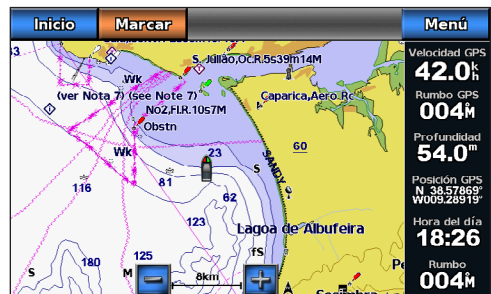 Inicio
Marcar
Menú
S. Julião,Oc.R.5s39m14M
Wk
(ver Nota 7) (see Note 7)
Caparica,Aero.Rc
No2,Fl.R.10s7M
Obstn
Wk
23
60
SANDY
S
81
116
62
123
Lagoa de Albufeira
180
125
fS
S
M
8km
Sesimbra
Velocidad GPS
42.0 k/h
Rumbo GPS
004°M
Profundidad
54.0m
Posición GPS
N 38.57869°
W009.28919°
Hora del día
18:26
Rumbo
004°M